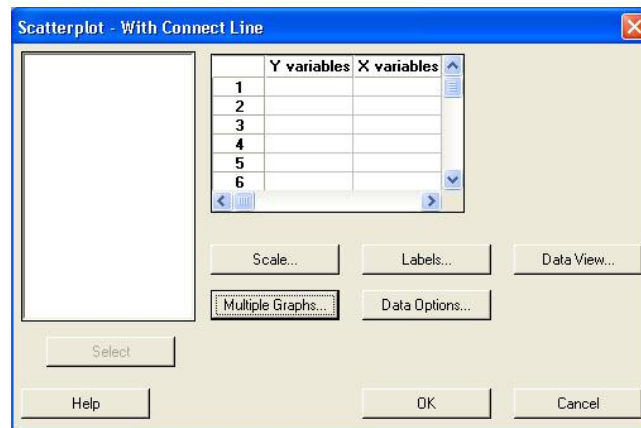 Scatterplot - With Connect Line
Y variables X variables
1
2
3
4
5
6
Scale... Labels... Data View...
Multiple Graphs... Data Options...
Select
Help OK Cancel